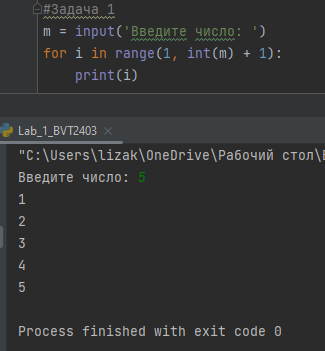 #Задача 1
m = input('Введите число: ')
for i in range(1, int(m) + 1):
    print(i)
Lab_1_BVT2403 ×
"C:\Users\lizak\OneDrive\Рабочий стол\
Введите число: 5
1
2
3
4
5
Process finished with exit code 0